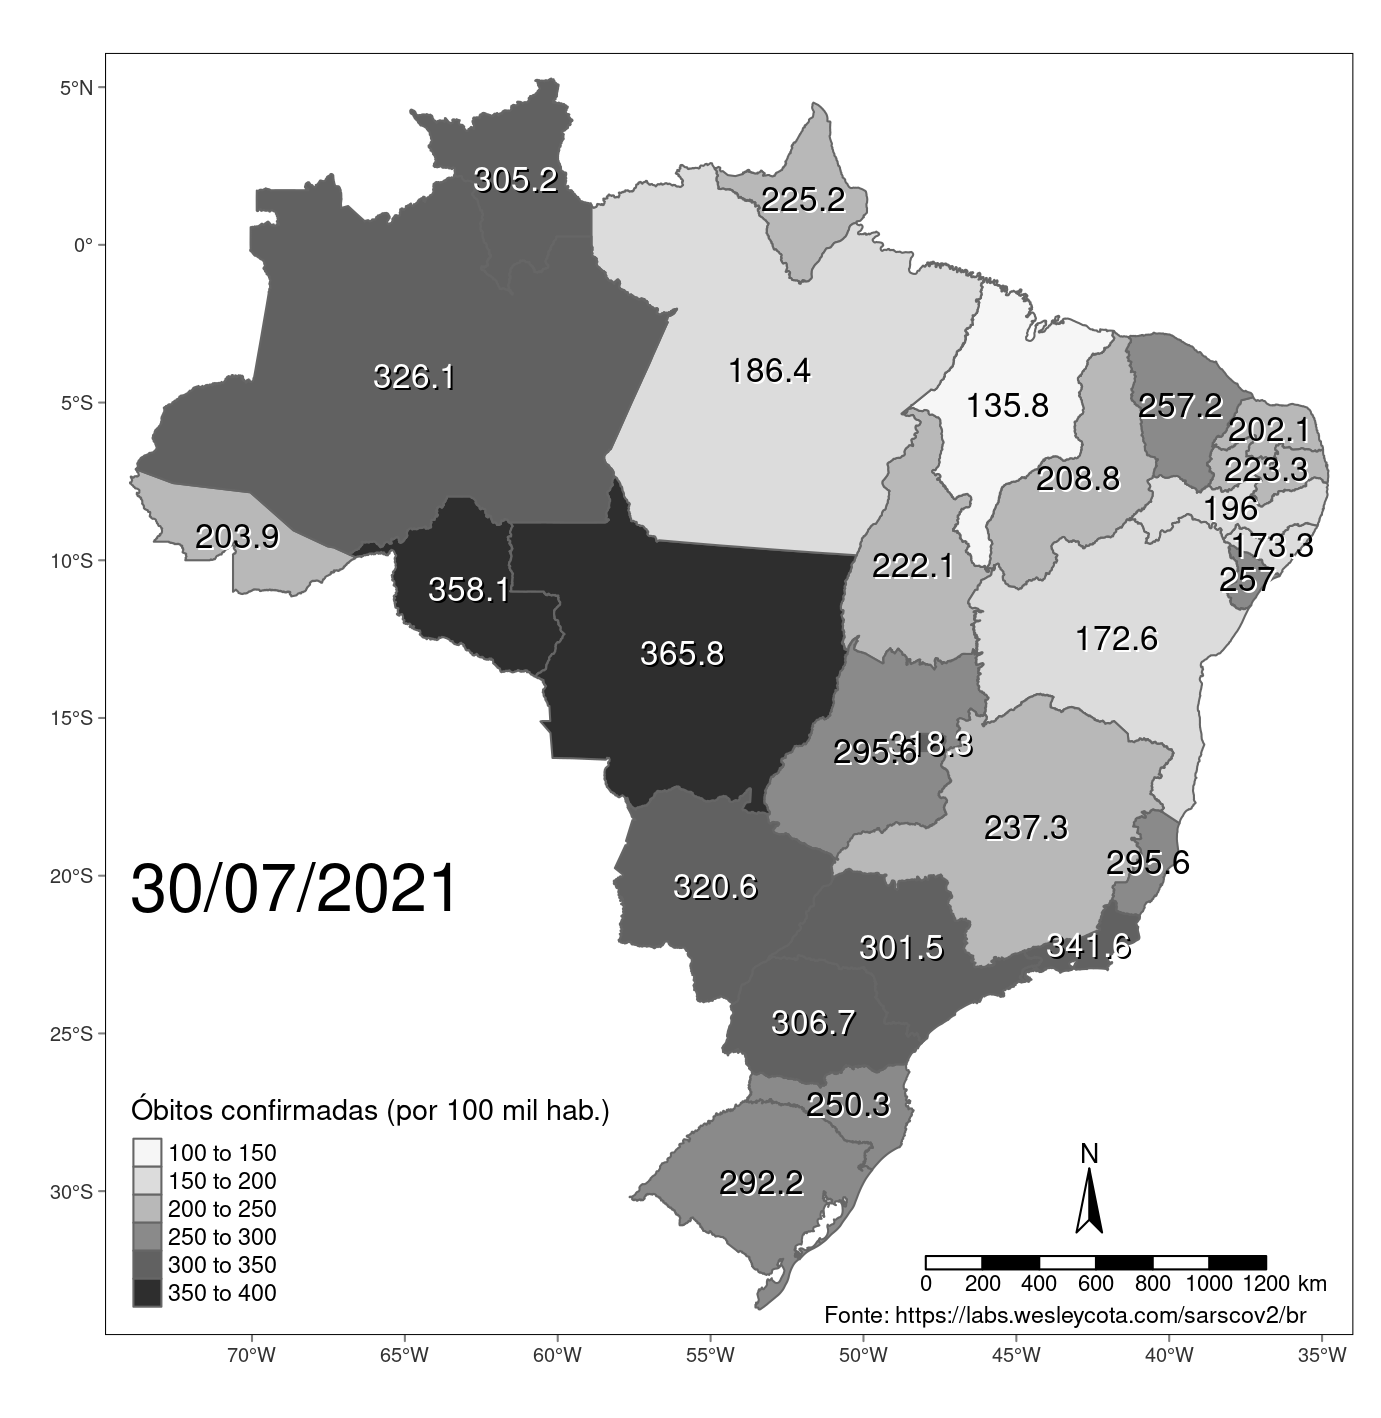 5°N
0°
5°S
10°S
15°S
20°S
25°S
30°S
305.2
225.2
326.1
186.4
135.8
257.2
202.1
223.3
208.8
196
203.9
173.3
222.1
257
358.1
172.6
365.8
318.3
295.6
237.3
295.6
320.6
341.6
301.5
306.7
250.3
292.2
30/07/2021
Óbitos confirmadas (por 100 mil hab.)
100 to 150
150 to 200
200 to 250
250 to 300
300 to 350
350 to 400
N
0 200 400 600 800 1000 1200 km
Fonte: https://labs.wesleycota.com/sarscov2/br
70°W 65°W 60°W 55°W 50°W 45°W 40°W 35°W